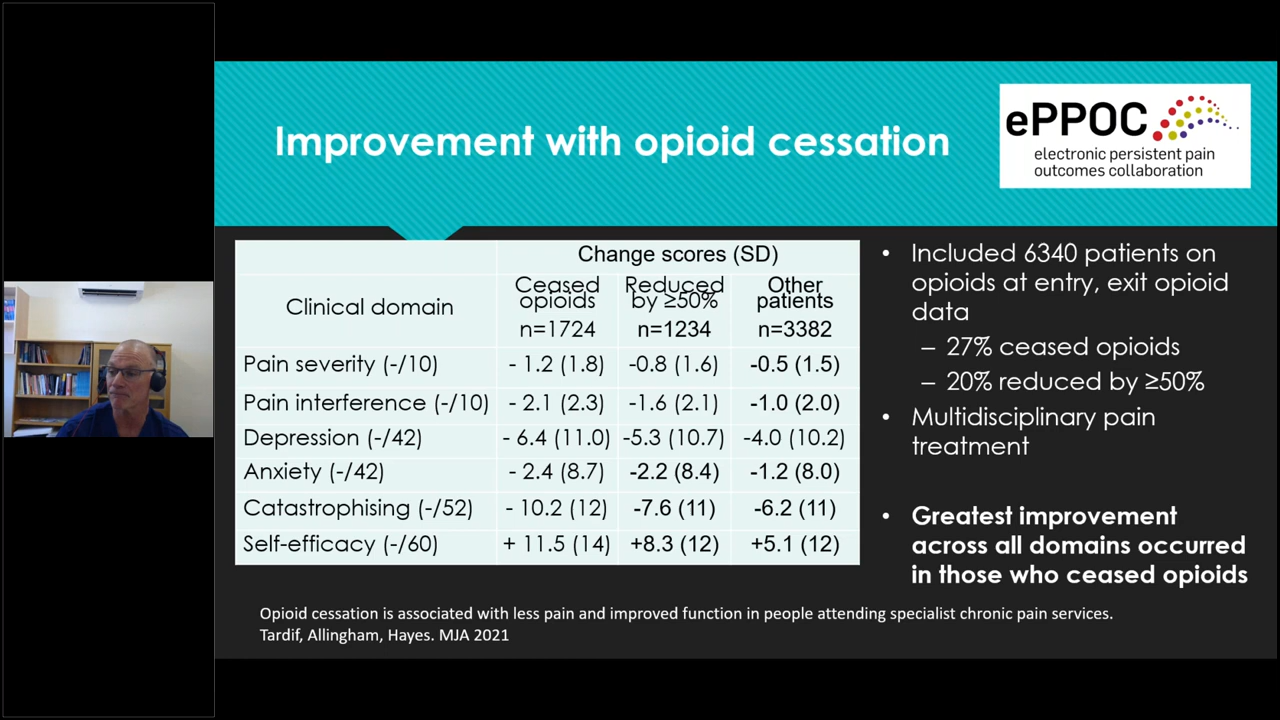 Improvement with opioid cessation
ePPOC
electronic persistent pain
outcomes collaboration
Change scores (SD)
Clinical domain
Ceased opioids n=1724
Reduced by ≥50% n=1234
Other patients n=3382
Pain severity (-/10) - 1.2 (1.8) -0.8 (1.6) -0.5 (1.5)
Pain interference (-/10) - 2.1 (2.3) -1.6 (2.1) -1.0 (2.0)
Depression (-/42) - 6.4 (11.0) -5.3 (10.7) -4.0 (10.2)
Anxiety (-/42) - 2.4 (8.7) -2.2 (8.4) -1.2 (8.0)
Catastrophising (-/52) - 10.2 (12) -7.6 (11) -6.2 (11)
Self-efficacy (-/60) + 11.5 (14) +8.3 (12) +5.1 (12)
• Included 6340 patients on
opioids at entry, exit opioid
data
– 27% ceased opioids
– 20% reduced by ≥50%
• Multidisciplinary pain
treatment
• Greatest improvement
across all domains occurred
in those who ceased opioids
Opioid cessation is associated with less pain and improved function in people attending specialist chronic pain services.
Tardif, Allingham, Hayes. MJA 2021